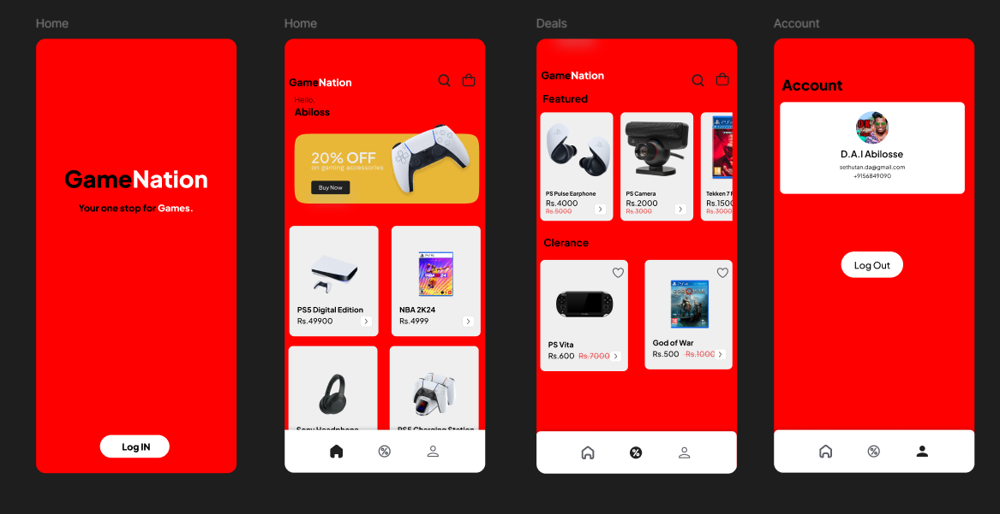 Home
GameNation
Your one stop for Games.
Log IN
Home
GameNation
Hello,
Abiloss
20% OFF
on gaming accessories
Buy Now
PS5 Digital Edition
Rs.49900
NBA 2K24
Rs.4999
Sony Headphone
PS5 Charging Station
Deals
GameNation
Featured
PS Pulse Earphone
Rs.4000
Rs.5000
PS Camera
Rs.2000
Rs.3000
Tekken 7 F
Rs.1500
Rs.3000
Clerance
PS Vita
Rs.600 Rs.7000
God of War
Rs.500 Rs.1000
Account
Account
D.A.I Abilosse
sethutan.da@gmail.com
+9156849090
Log Out